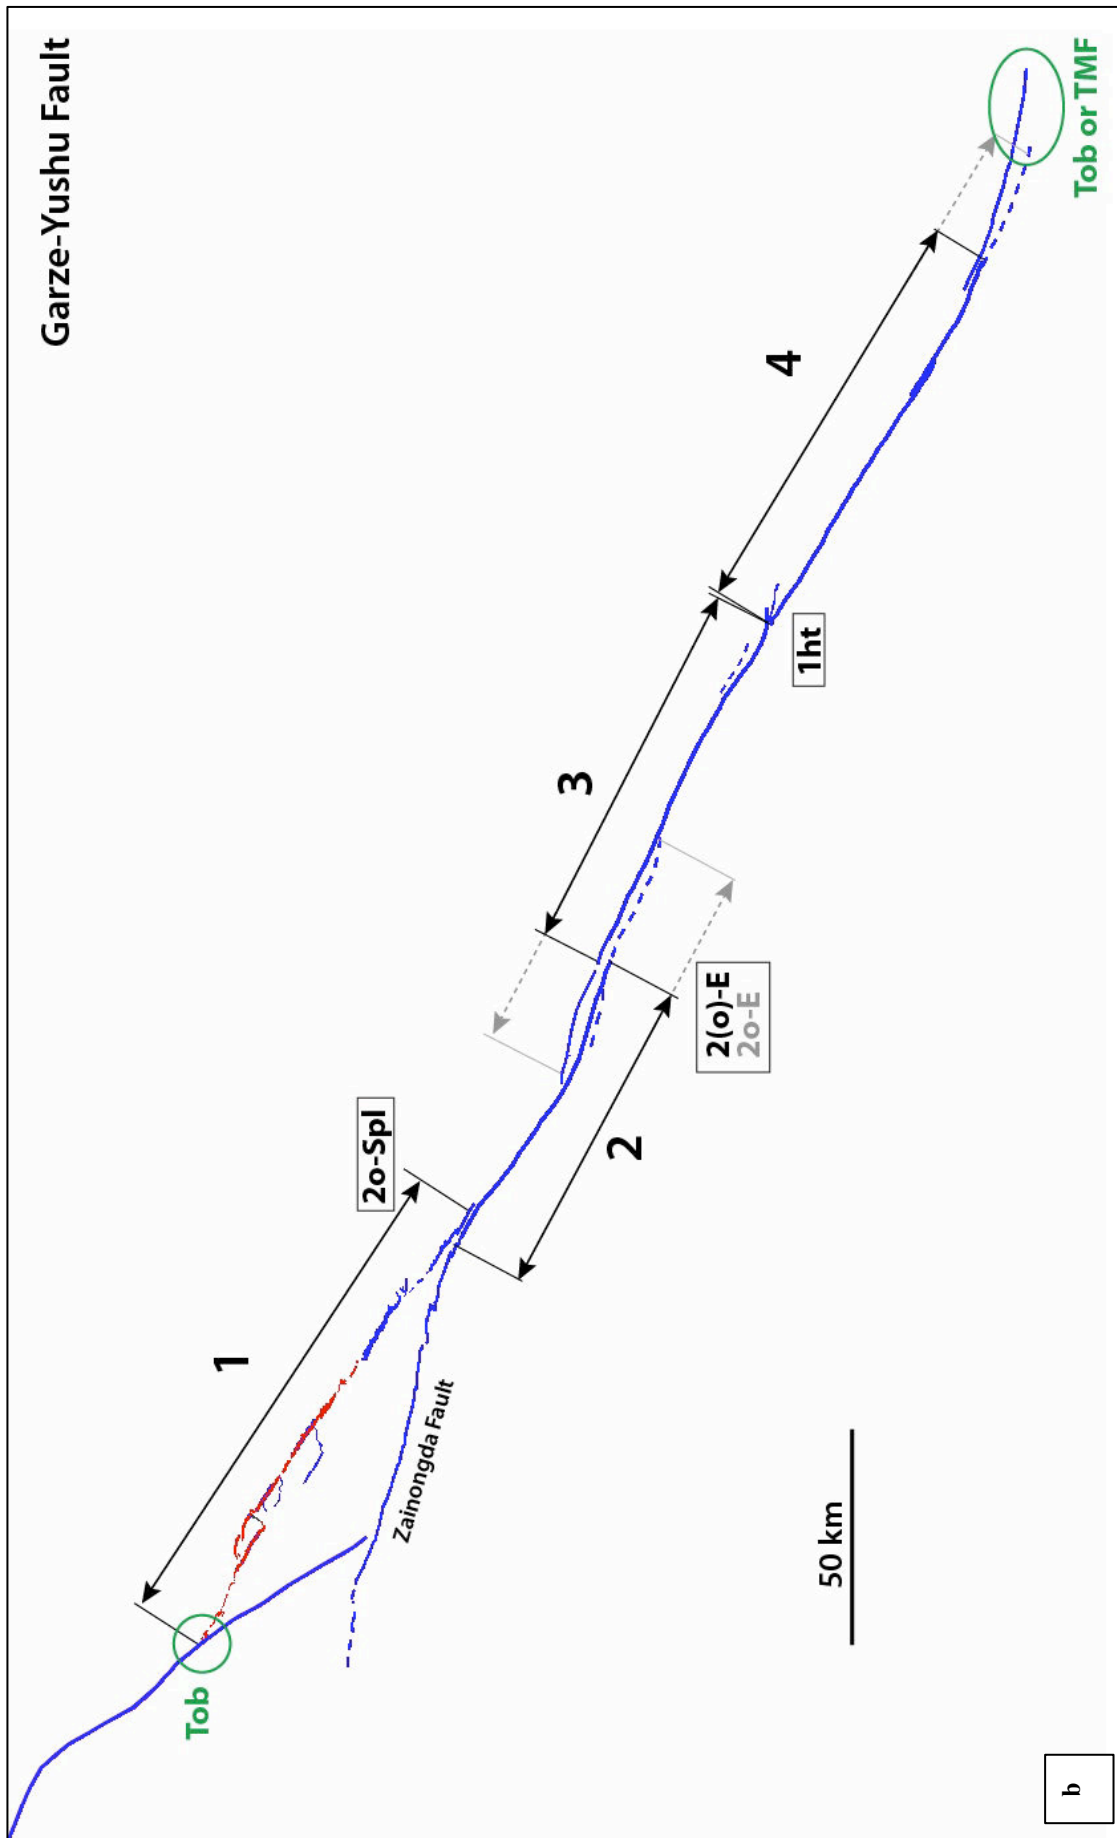 Garze-Yushu Fault
Tob
1
2o-Spl
Zainongda Fault
2
2(o)-E
2o-E
3
1ht
4
Tob or TMF
50 km
b